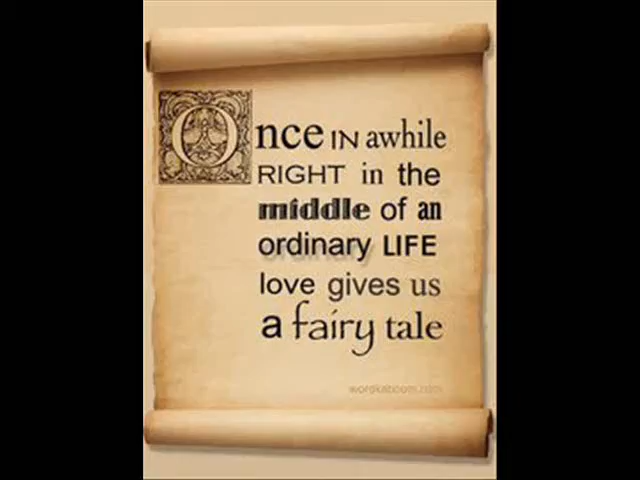 Once IN awhile
RIGHT in the
middle of an
ordinary LIFE
love gives us
a fairy tale